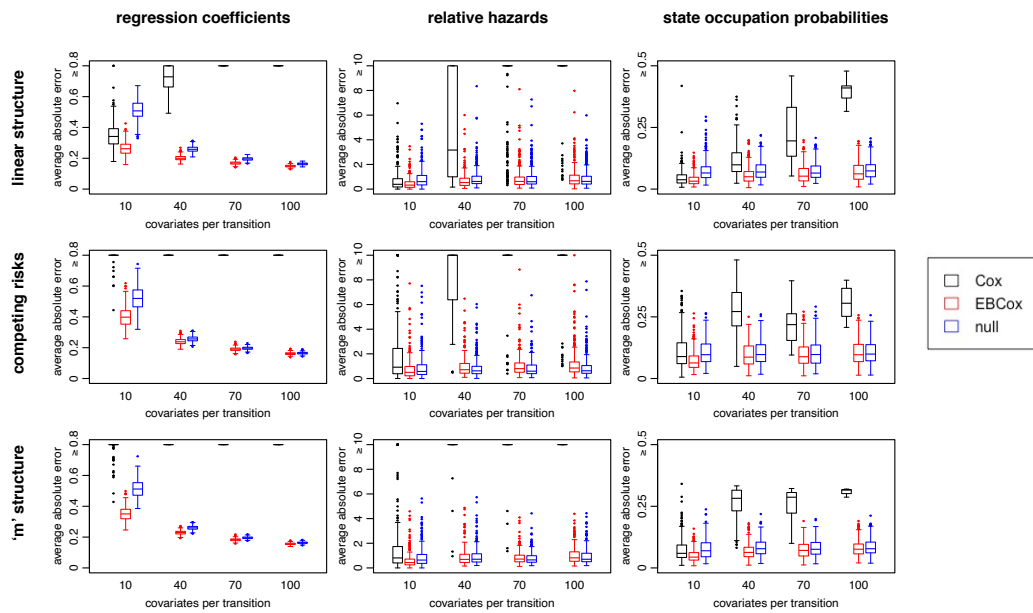 regression coefficients
relative hazards
state occupation probabilities
linear structure
average absolute error
0
0.2
0.4
0.6
≥ 0.8
10
40
70
100
covariates per transition
average absolute error
0
2
4
6
8
≥ 10
10
40
70
100
covariates per transition
average absolute error
0
0.25
≥ 0.5
10
40
70
100
covariates per transition
competing risks
average absolute error
0
0.2
0.4
0.6
≥ 0.8
10
40
70
100
covariates per transition
average absolute error
0
2
4
6
8
≥ 10
10
40
70
100
covariates per transition
average absolute error
0
0.25
≥ 0.5
10
40
70
100
covariates per transition
Cox
EBCox
null
'm' structure
average absolute error
0
0.2
0.4
0.6
≥ 0.8
10
40
70
100
covariates per transition
average absolute error
0
2
4
6
8
≥ 10
10
40
70
100
covariates per transition
average absolute error
0
0.25
≥ 0.5
10
40
70
100
covariates per transition